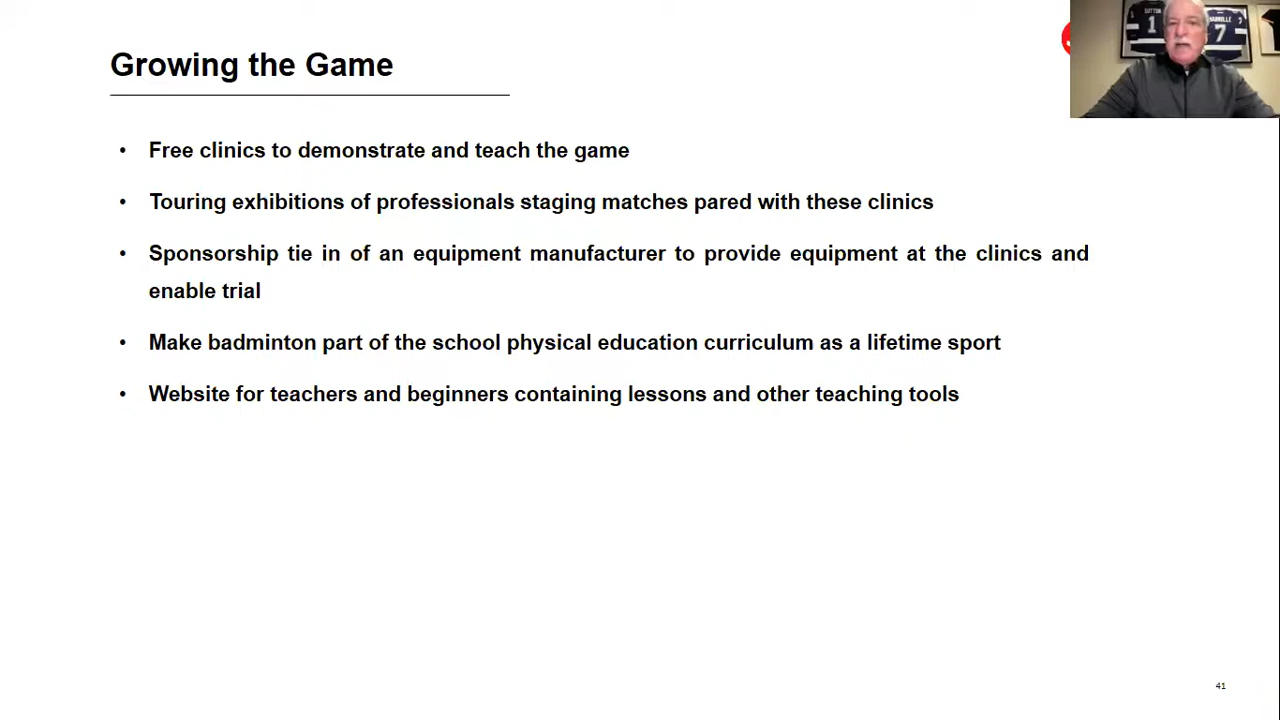 Growing the Game
• Free clinics to demonstrate and teach the game
• Touring exhibitions of professionals staging matches pared with these clinics
• Sponsorship tie in of an equipment manufacturer to provide equipment at the clinics and
enable trial
• Make badminton part of the school physical education curriculum as a lifetime sport
• Website for teachers and beginners containing lessons and other teaching tools
SUTTON
1
7
41